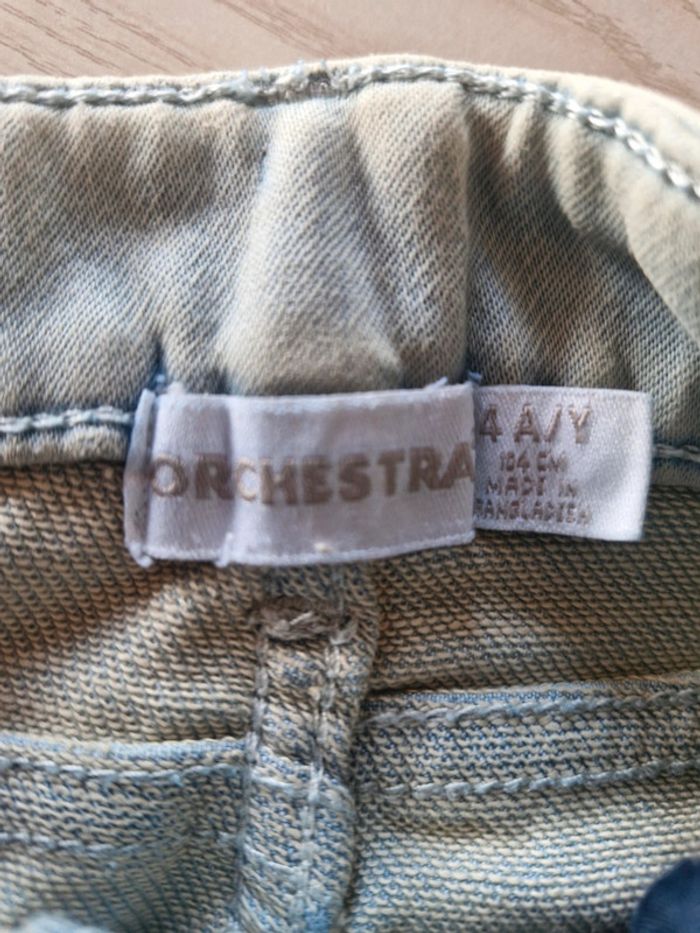 ORCHESTRA
4 A/Y
104 CM
MADE IN
BANGLADESH